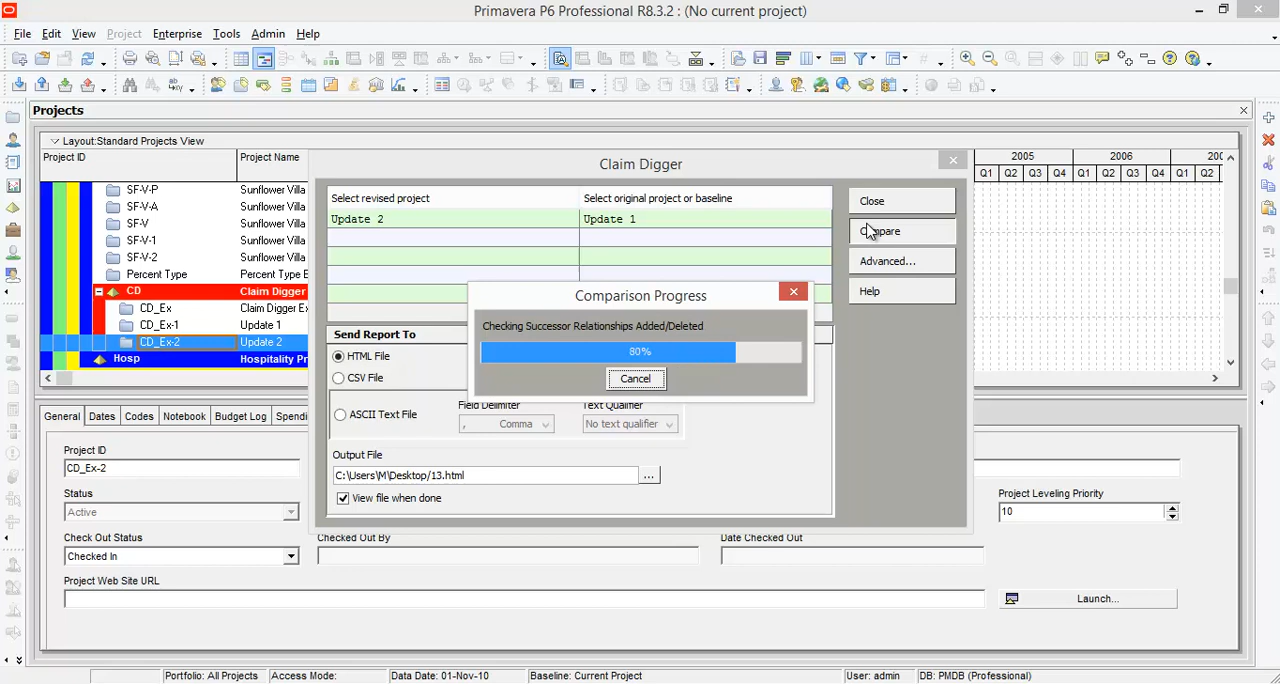 Primavera P6 Professional R8.3.2 : (No current project)
File Edit View Project Enterprise Tools Admin Help
Projects
Layout:Standard Projects View
Project ID Project Name
SF-V-P Sunflower Villa
SF-V-A Sunflower Villa
SF-V Sunflower Villa
SF-V-1 Sunflower Villa
SF-V-2 Sunflower Villa
Percent Type Percent Type E
CD Claim Digger
CD_Ex Claim Digger Ex
CD_Ex-1 Update 1
CD_Ex-2 Update 2
Hosp Hospitality Pr
2005 2006 200
Q1 Q2 Q3 Q4 Q1 Q2 Q3 Q4 Q1 Q2
Claim Digger
Select revised project Select original project or baseline
Update 2 Update 1
Close
Compare
Advanced...
Help
Comparison Progress
Checking Successor Relationships Added/Deleted
80%
Cancel
Send Report To
HTML File
CSV File
ASCII Text File
Field Delimiter Text Qualifier
, Comma No text qualifier
Output File
C:\Users\M\Desktop/13.html ...
View file when done
General Dates Codes Notebook Budget Log Spendi
Project ID
CD_Ex-2
Status
Active
Project Leveling Priority
10
Check Out Status Checked Out By Date Checked Out
Checked In
Project Web Site URL
Launch...
Portfolio: All Projects Access Mode: Data Date: 01-Nov-10 Baseline: Current Project User: admin DB: PMDB (Professional)